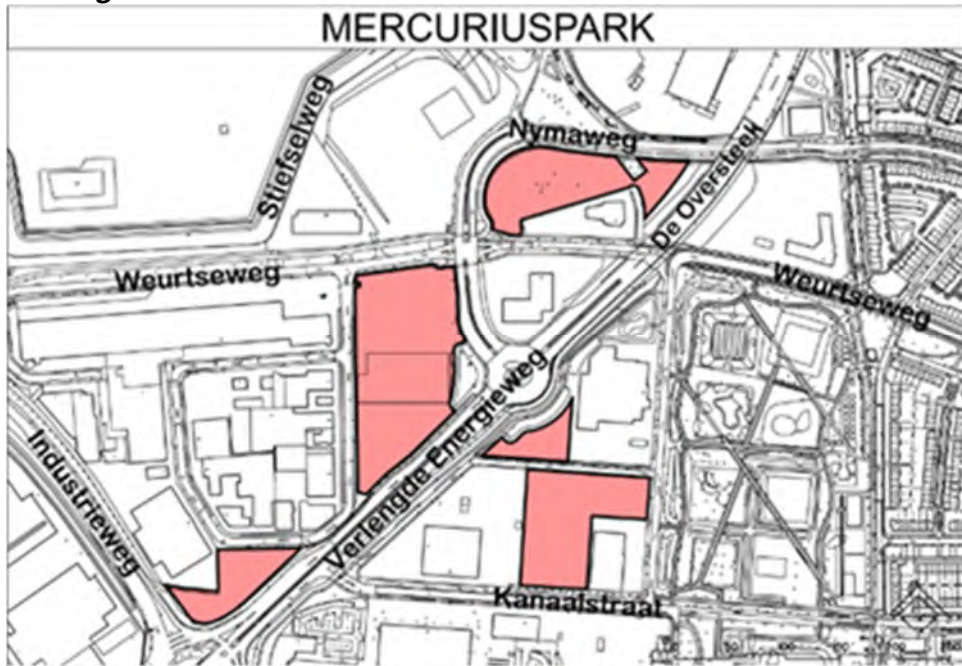 MERCURIUSPARK
Stiefselweg
Nymaweg
De Oversteek
Weurtseweg
Weurtseweg
Verlengde Energieweg
Industrieweg
Kanaalstraat